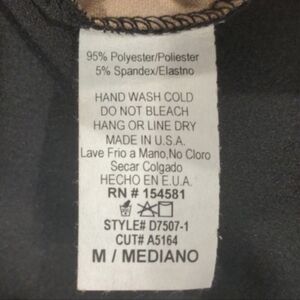 95% Polyester/Poliester
5% Spandex/Elastno
HAND WASH COLD
DO NOT BLEACH
HANG OR LINE DRY
MADE IN U.S.A.
Lave Frio a Mano,No Cloro
Secar Colgado
HECHO EN E.U.A.
RN # 154581
STYLE# D7507-1
CUT# A5164
M / MEDIANO